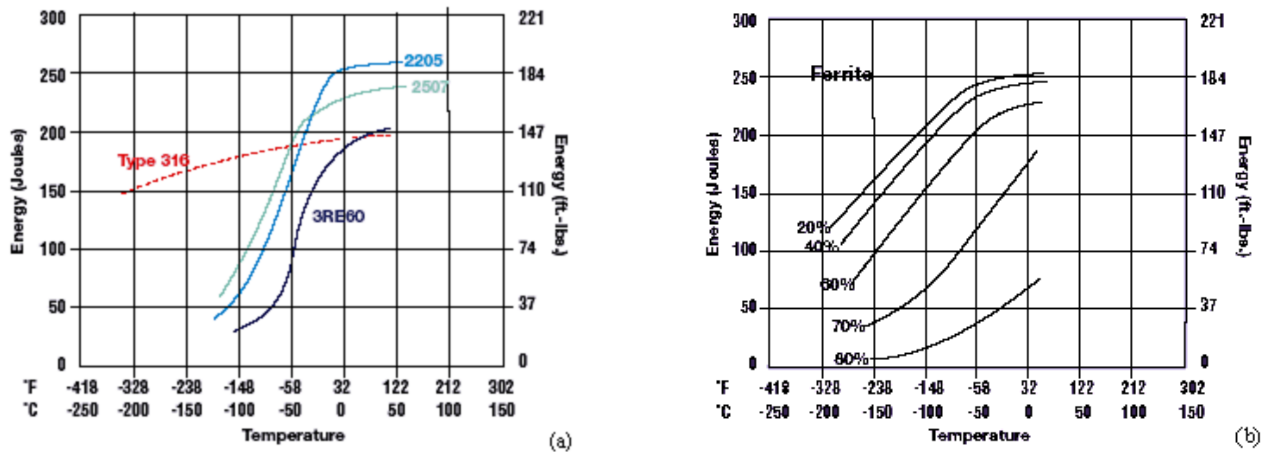 300
250
200
150
100
50
0
Energy (Joules)
221
184
147
110
74
37
0
Energy (ft.-lbs.)
2205
2507
Type 316
3RE60
°F -418 -328 -238 -148 -58 32 122 212 302
°C -250 -200 -150 -100 -50 0 50 100 150
Temperature
(a)
300
250
200
150
100
50
0
Energy (Joules)
221
184
147
110
74
37
0
Energy (ft.-lbs.)
Ferrite
20%
40%
60%
70%
80%
°F -418 -328 -238 -148 -58 32 122 212 302
°C -250 -200 -150 -100 -50 0 50 100 150
Temperature
(b)